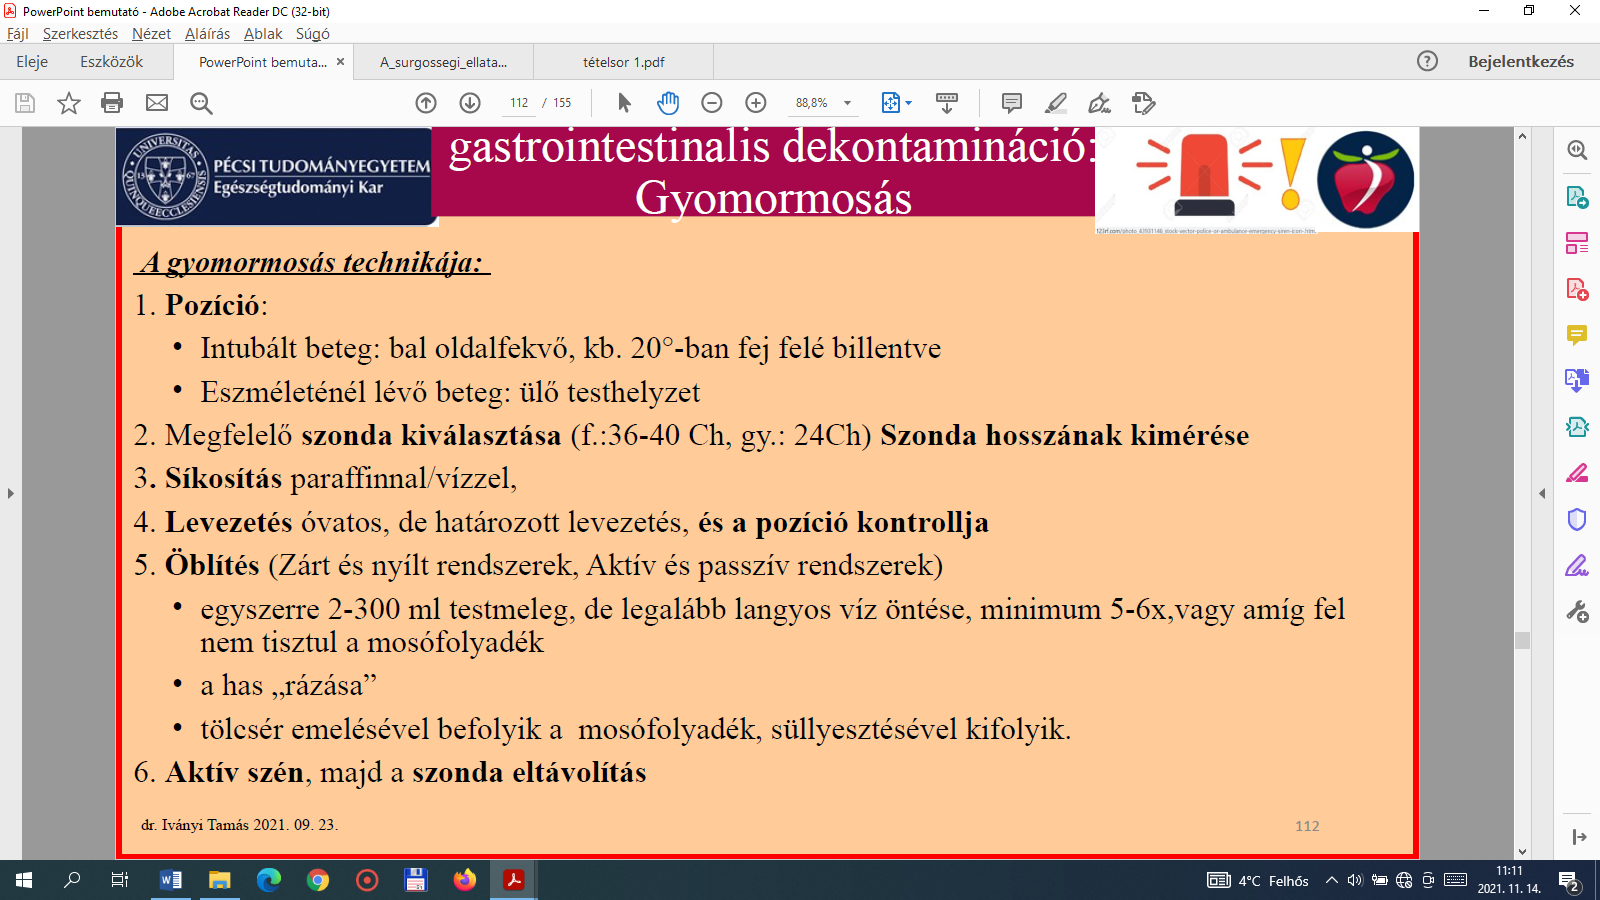 PowerPoint bemutató - Adobe Acrobat Reader DC (32-bit)
Fájl Szerkesztés Nézet Aláírás Ablak Súgó
Eleje Eszközök PowerPoint bemuta... × A_surgossegi_ellata... tételsor 1.pdf Bejelentkezés
112 / 155 88,8%
UNIVERSITAS QUINQUEECCLESIENSIS 1367
PÉCSI TUDOMÁNYEGYETEM
Egészségtudományi Kar
gastrointestinalis dekontamináció:
Gyomormosás
A gyomormosás technikája:
1. Pozíció:
• Intubált beteg: bal oldalfekvő, kb. 20°-ban fej felé billentve
• Eszméleténél lévő beteg: ülő testhelyzet
2. Megfelelő szonda kiválasztása (f.:36-40 Ch, gy.: 24Ch) Szonda hosszának kimérése
3. Síkosítás paraffinnal/vízzel,
4. Levezetés óvatos, de határozott levezetés, és a pozíció kontrollja
5. Öblítés (Zárt és nyílt rendszerek, Aktív és passzív rendszerek)
• egyszerre 2-300 ml testmeleg, de legalább langyos víz öntése, minimum 5-6x,vagy amíg fel
nem tisztul a mosófolyadék
• a has „rázása”
• tölcsér emelésével befolyik a mosófolyadék, süllyesztésével kifolyik.
6. Aktív szén, majd a szonda eltávolítás
dr. Iványi Tamás 2021. 09. 23.
112
4°C Felhős
11:11
2021. 11. 14.
2